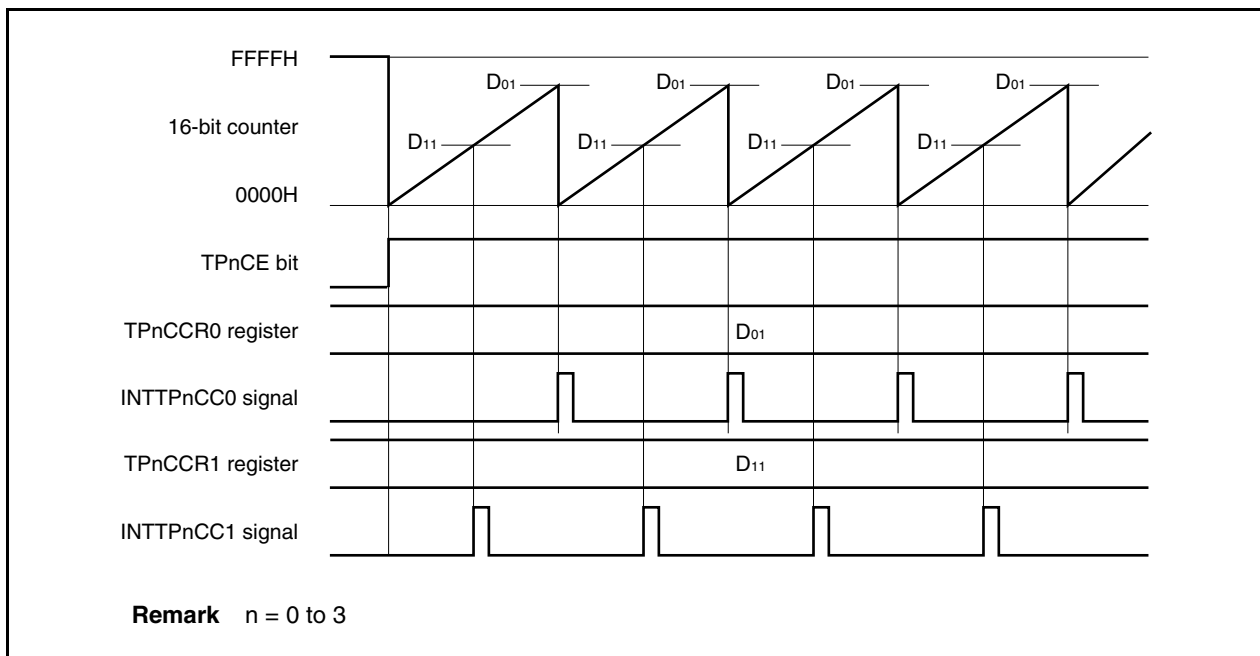 FFFFH
D01 D01 D01 D01
16-bit counter
D11 D11 D11 D11
0000H
TPnCE bit
TPnCCR0 register D01
INTTPnCC0 signal
TPnCCR1 register D11
INTTPnCC1 signal
Remark n = 0 to 3